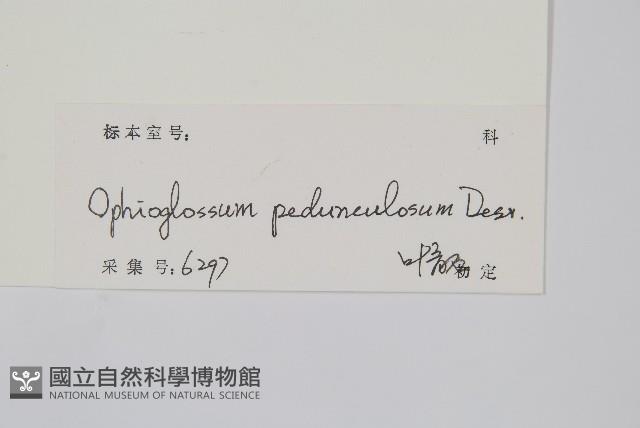 标本室号: 科
Ophioglossum pedunculosum Desv.
采集号: 6297 叶 定
國立自然科學博物館
NATIONAL MUSEUM OF NATURAL SCIENCE